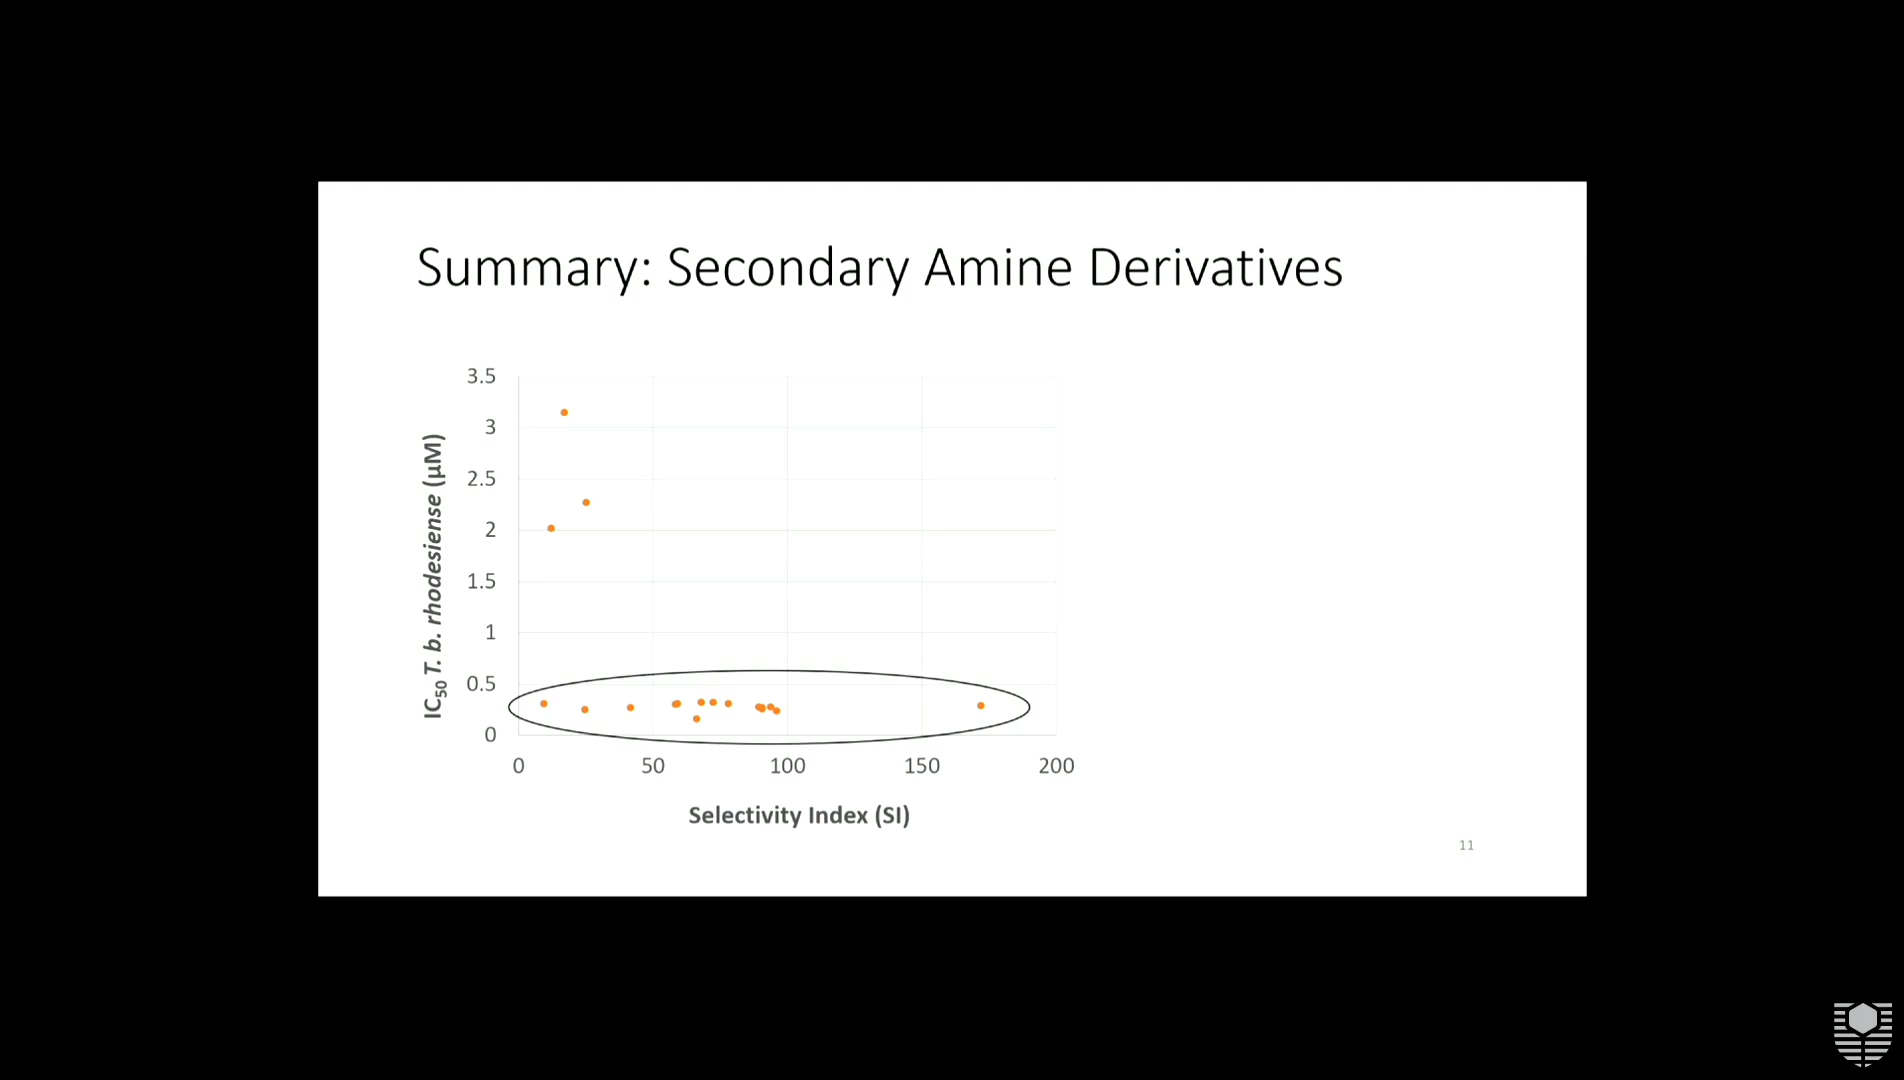 Summary: Secondary Amine Derivatives
3.5
3
2.5
2
1.5
1
0.5
0
IC50 T. b. rhodesiense (µM)
0 50 100 150 200
Selectivity Index (SI)
11